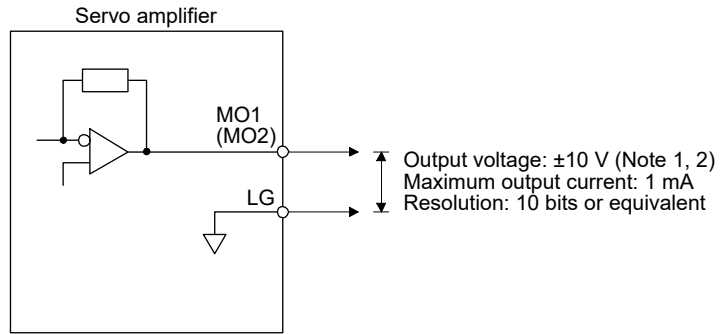 Servo amplifier
MO1
(MO2)
LG
Output voltage: ±10 V (Note 1, 2)
Maximum output current: 1 mA
Resolution: 10 bits or equivalent